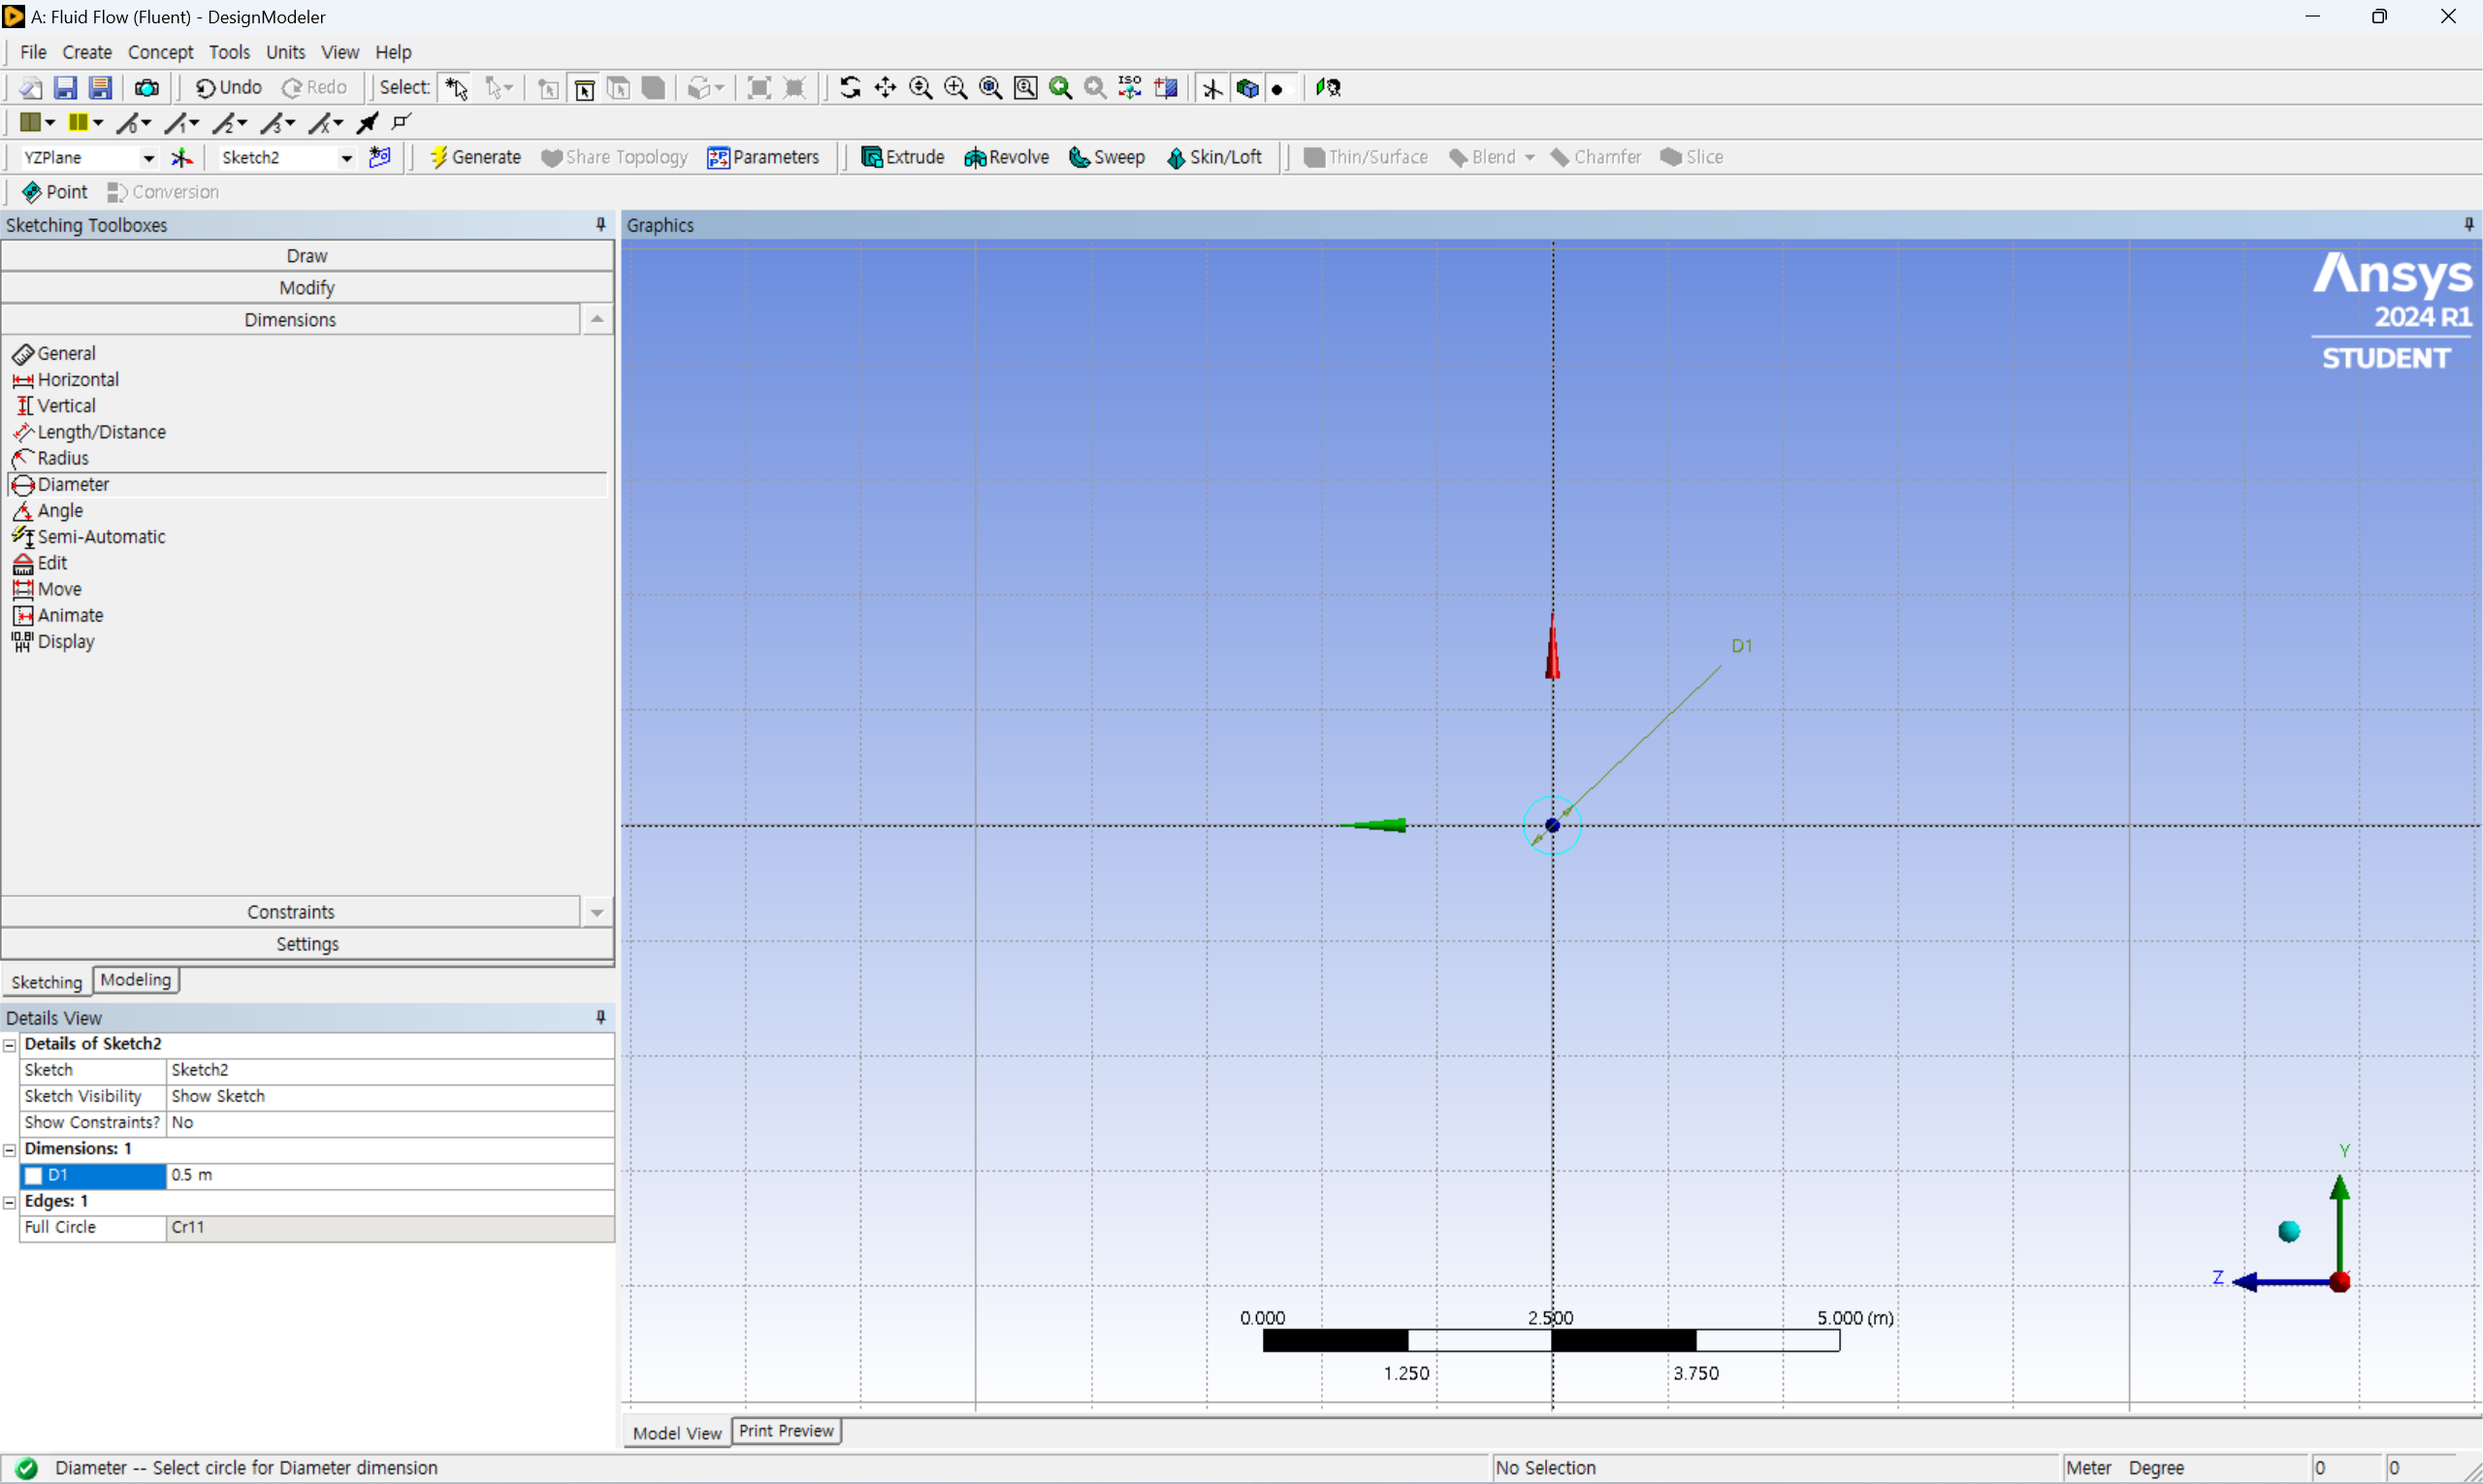 A: Fluid Flow (Fluent) - DesignModeler
File Create Concept Tools Units View Help
Undo Redo Select: ISO
0 1 2 3 x
YZPlane Sketch2 Generate Share Topology Parameters Extrude Revolve Sweep Skin/Loft Thin/Surface Blend Chamfer Slice
Point Conversion
Sketching Toolboxes
Draw
Modify
Dimensions
General
Horizontal
Vertical
Length/Distance
Radius
Diameter
Angle
Semi-Automatic
Edit
Move
Animate
Display
Constraints
Settings
Sketching Modeling
Details View
Details of Sketch2
Sketch Sketch2
Sketch Visibility Show Sketch
Show Constraints? No
Dimensions: 1
D1 0.5 m
Edges: 1
Full Circle Cr11
Graphics
Ansys
2024 R1
STUDENT
D1
Y
Z
0.000 2.500 5.000 (m)
1.250 3.750
Model View Print Preview
Diameter -- Select circle for Diameter dimension No Selection Meter Degree 0 0